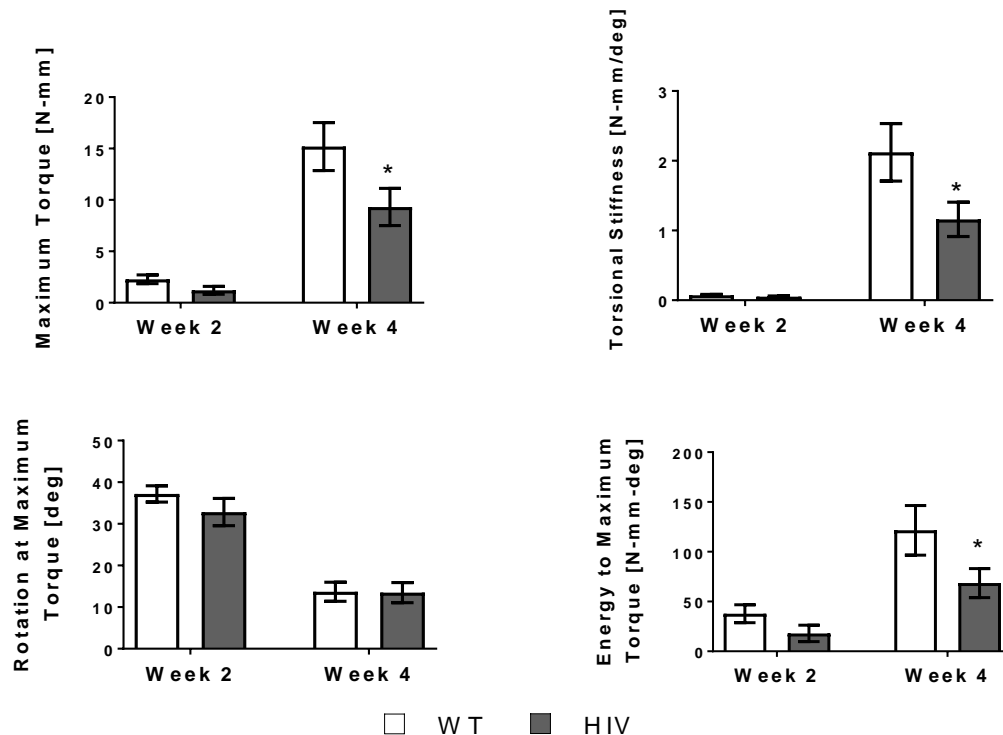 Maximum Torque [N-mm]
20
15
10
5
0
*
Week 2
Week 4
Torsional Stiffness [N-mm/deg]
3
2
1
0
*
Week 2
Week 4
Rotation at Maximum
Torque [deg]
50
40
30
20
10
0
Week 2
Week 4
Energy to Maximum
Torque [N-mm-deg]
200
150
100
50
0
*
Week 2
Week 4
WT
HIV